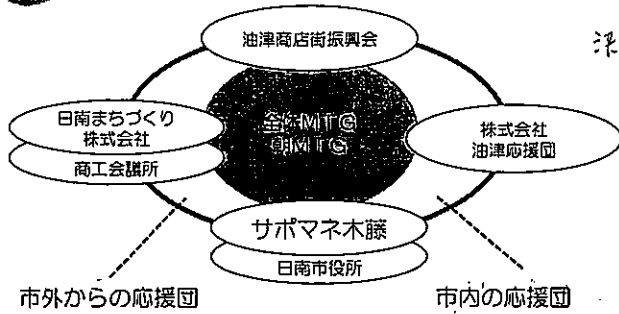 油津商店街振興会
日南まちづくり
株式会社
商工会議所
全体MTG
朝MTG
株式会社
油津応援団
サポマネ木藤
日南市役所
市外からの応援団
市内の応援団